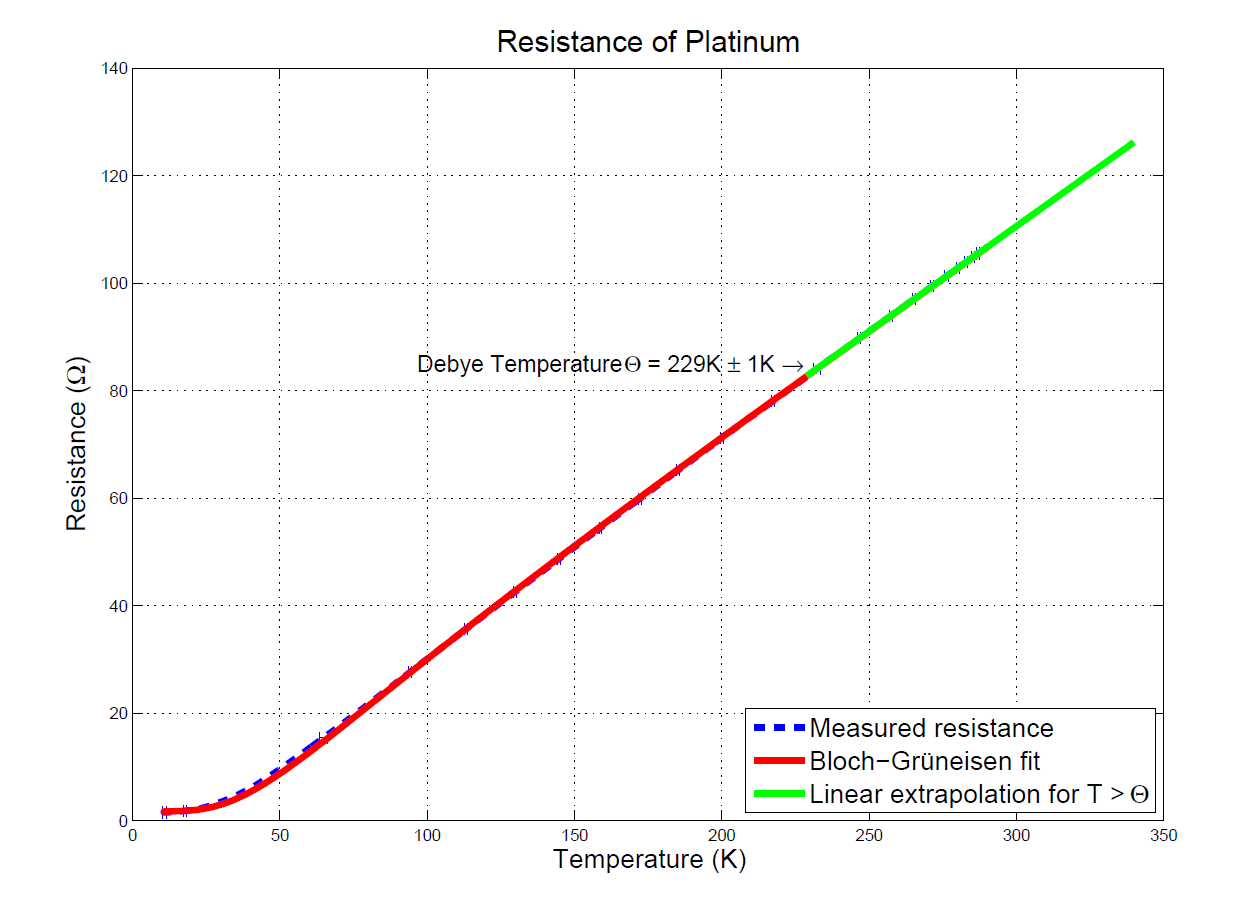 Resistance of Platinum
140
120
100
80
60
40
20
0
Resistance (Ω)
Debye Temperature Θ = 229K ± 1K →
Measured resistance
Bloch−Grüneisen fit
Linear extrapolation for T > Θ
0 50 100 150 200 250 300 350
Temperature (K)